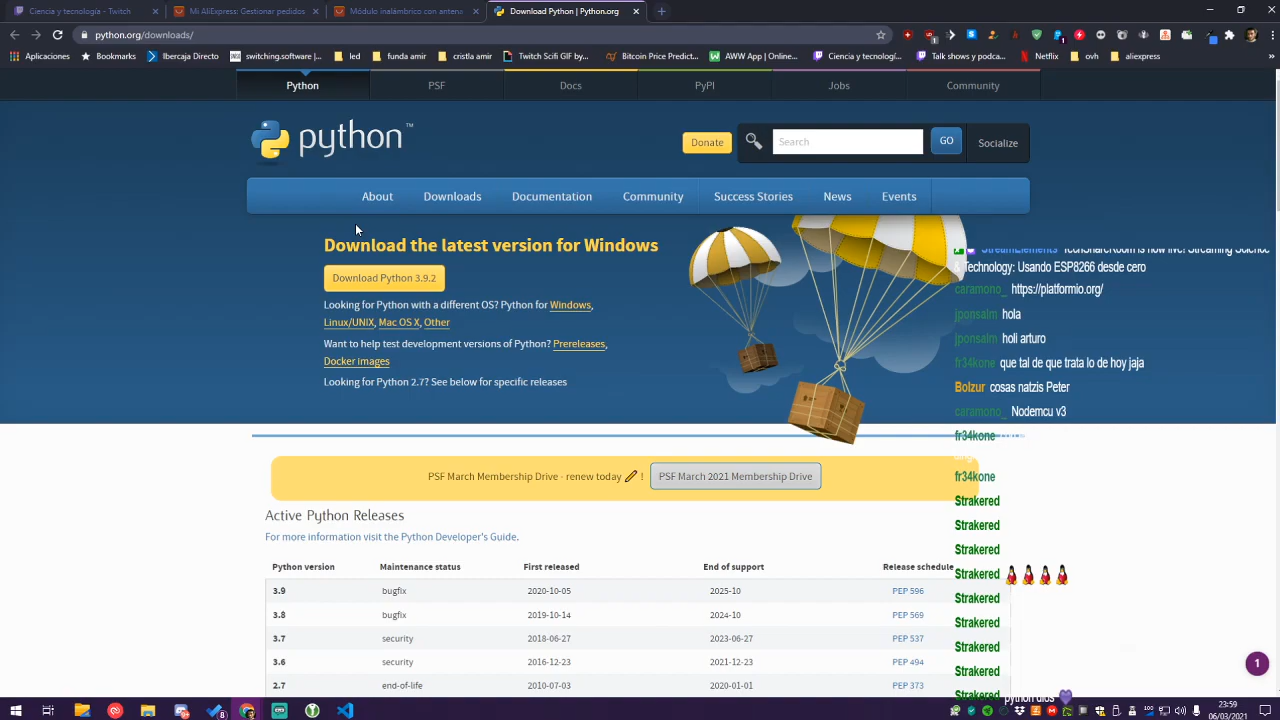 Ciencia y tecnología - Twitch
Mi AliExpress: Gestionar pedidos
Módulo inalámbrico con antena
Download Python | Python.org
python.org/downloads/
Aplicaciones
Bookmarks
Ibercaja Directo
switching.software |...
led
funda amir
cristla amir
Twitch Scifi GIF by...
Bitcoin Price Predict...
AWW App | Online...
Ciencia y tecnologí...
Talk shows y podca...
Netflix
ovh
aliexpress
»
Python
PSF
Docs
PyPI
Jobs
Community
python™
Donate
Search
GO
Socialize
About
Downloads
Documentation
Community
Success Stories
News
Events
Download the latest version for Windows
Download Python 3.9.2
Looking for Python with a different OS? Python for Windows,
Linux/UNIX, Mac OS X, Other
Want to help test development versions of Python? Prereleases,
Docker images
Looking for Python 2.7? See below for specific releases
StreamElements TechShareRoom is now live! Streaming Science
& Technology: Usando ESP8266 desde cero
caramono_ https://platformio.org/
jponsalm hola
jponsalm holi arturo
fr34kone que tal de que trata lo de hoy jaja
Bolzur cosas natzis Peter
caramono_ Nodemcu v3
fr34kone
fr34kone
Strakered
Strakered
Strakered
Strakered
Strakered
Strakered
Strakered
Strakered
Strakered python dios
PSF March Membership Drive - renew today !
PSF March 2021 Membership Drive
Active Python Releases
For more information visit the Python Developer's Guide.
Python version Maintenance status First released End of support Release schedule
3.9 bugfix 2020-10-05 2025-10 PEP 596
3.8 bugfix 2019-10-14 2024-10 PEP 569
3.7 security 2018-06-27 2023-06-27 PEP 537
3.6 security 2016-12-23 2021-12-23 PEP 494
2.7 end-of-life 2010-07-03 2020-01-01 PEP 373
1
23:59
06/03/2021